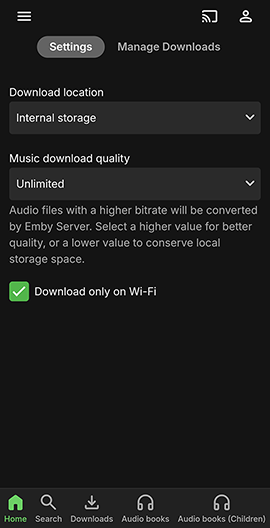 Settings
Manage Downloads
Download location
Internal storage
Music download quality
Unlimited
Audio files with a higher bitrate will be converted
by Emby Server. Select a higher value for better
quality, or a lower value to conserve local
storage space.
Download only on Wi-Fi
Home
Search
Downloads
Audio books
Audio books (Children)